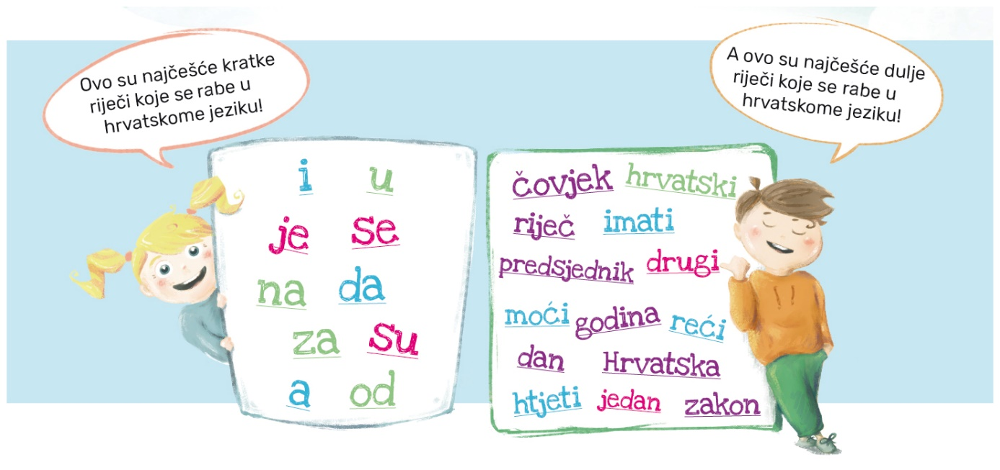 Ovo su najčešće kratke
riječi koje se rabe u
hrvatskome jeziku!
i u
je se
na da
za su
a od
A ovo su najčešće dulje
riječi koje se rabe u
hrvatskome jeziku!
čovjek hrvatski
riječ imati
predsjednik drugi
moći godina reći
dan Hrvatska
htjeti jedan zakon